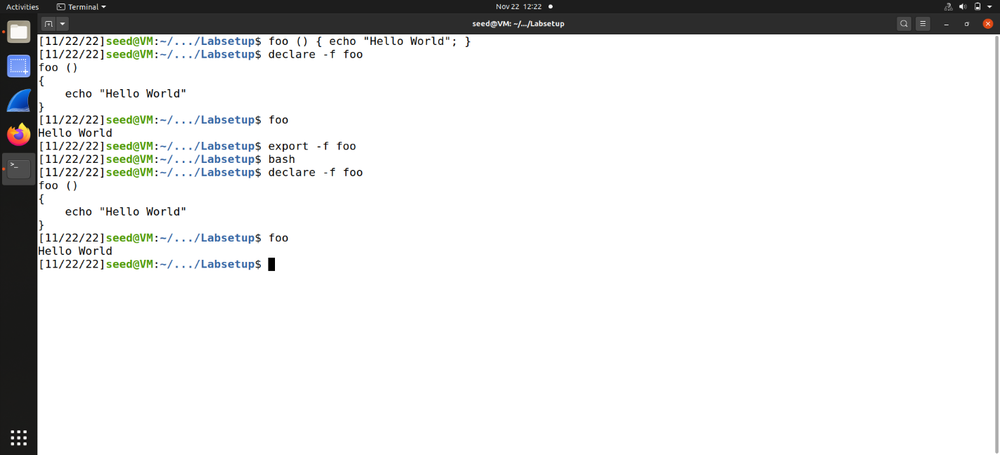 Activities
Terminal
Nov 22 12:22
seed@VM: ~/.../Labsetup
[11/22/22]seed@VM:~/.../Labsetup$ foo () { echo "Hello World"; }
[11/22/22]seed@VM:~/.../Labsetup$ declare -f foo
foo ()
{
    echo "Hello World"
}
[11/22/22]seed@VM:~/.../Labsetup$ foo
Hello World
[11/22/22]seed@VM:~/.../Labsetup$ export -f foo
[11/22/22]seed@VM:~/.../Labsetup$ bash
[11/22/22]seed@VM:~/.../Labsetup$ declare -f foo
foo ()
{
    echo "Hello World"
}
[11/22/22]seed@VM:~/.../Labsetup$ foo
Hello World
[11/22/22]seed@VM:~/.../Labsetup$